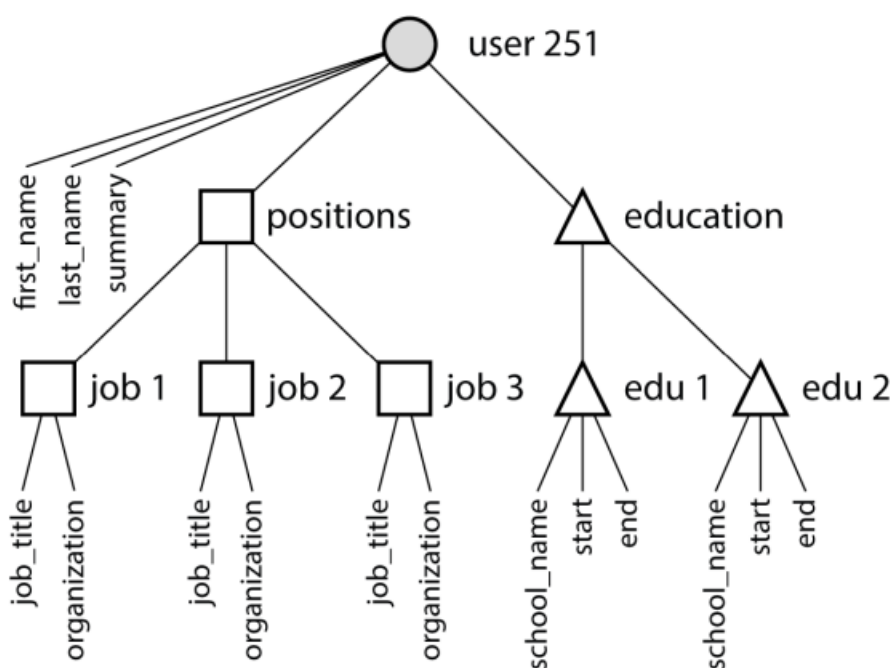 user 251
first_name
last_name
summary
positions
education
job 1
job 2
job 3
edu 1
edu 2
job_title
organization
job_title
organization
job_title
organization
school_name
start
end
school_name
start
end